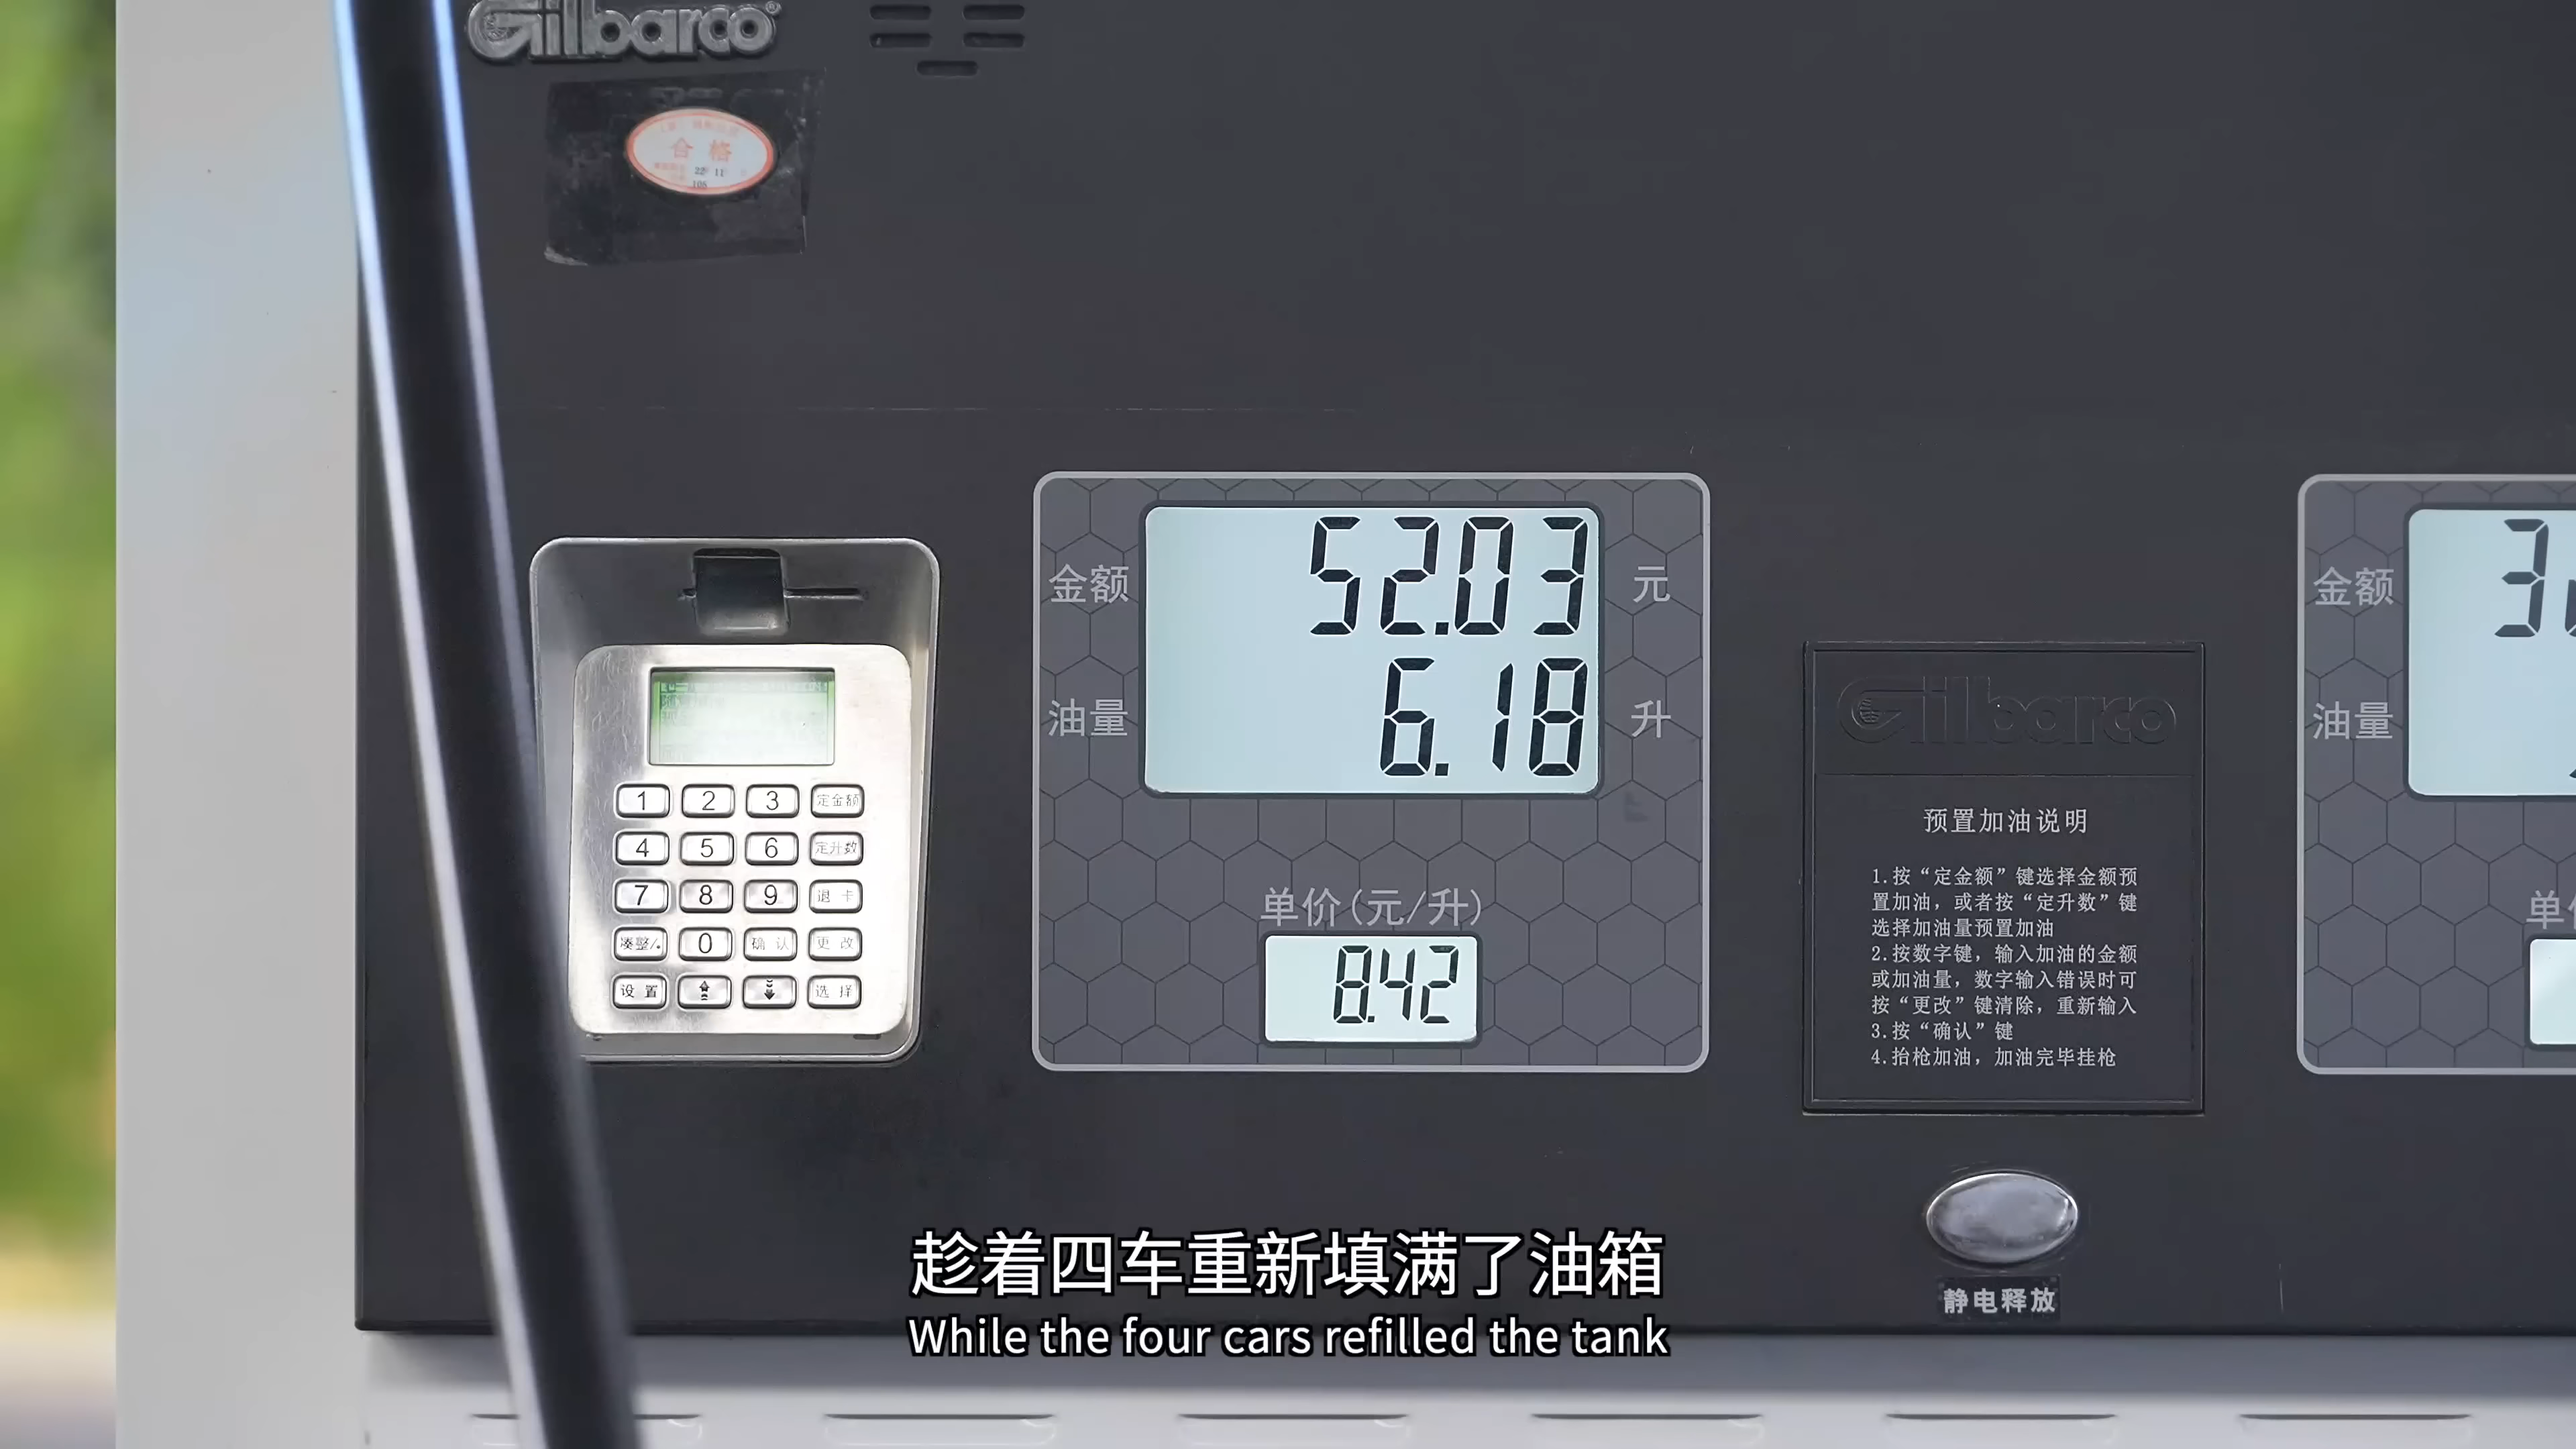 Gilbarco
合格
22 11
105
金额 52.03 元
油量 6.18 升
单价(元/升)
8.42
1 2 3 定金额
4 5 6 定升数
7 8 9 退卡
凑整/. 0 确认 更改
设置 选择
Gilbarco
预置加油说明
1.按“定金额”键选择金额预
置加油，或者按“定升数”键
选择加油量预置加油
2.按数字键，输入加油的金额
或加油量，数字输入错误时可
按“更改”键清除，重新输入
3.按“确认”键
4.抬枪加油，加油完毕挂枪
静电释放
金额 3
油量
单
趁着四车重新填满了油箱
While the four cars refilled the tank